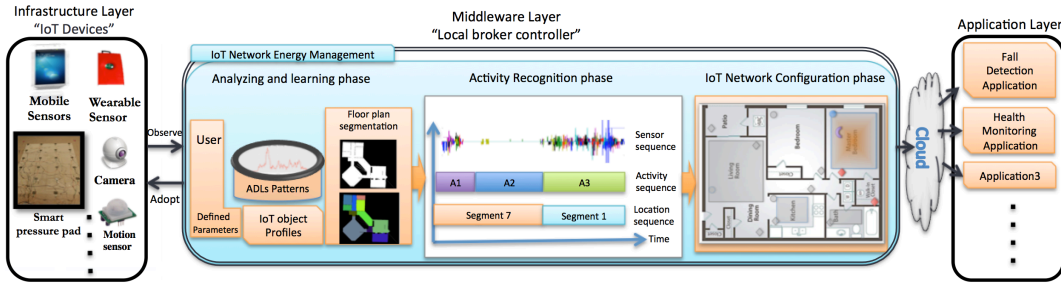 Infrastructure Layer
“IoT Devices”
Mobile
Sensors
Wearable
Sensor
Camera
Smart
pressure pad
Motion
sensor
Observe
Adopt
Middleware Layer
“Local broker controller”
IoT Network Energy Management
Analyzing and learning phase
User
Defined
Parameters
ADLs Patterns
IoT object
Profiles
Floor plan
segmentation
Activity Recognition phase
Sensor
sequence
A1
A2
A3
Activity
sequence
Segment 7
Segment 1
Location
sequence
Time
IoT Network Configuration phase
Patio
Bedroom
Living Room
Closet
Dining Room
Kitchen
Bath
Closet
Cloud
Application Layer
Fall
Detection
Application
Health
Monitoring
Application
Application3